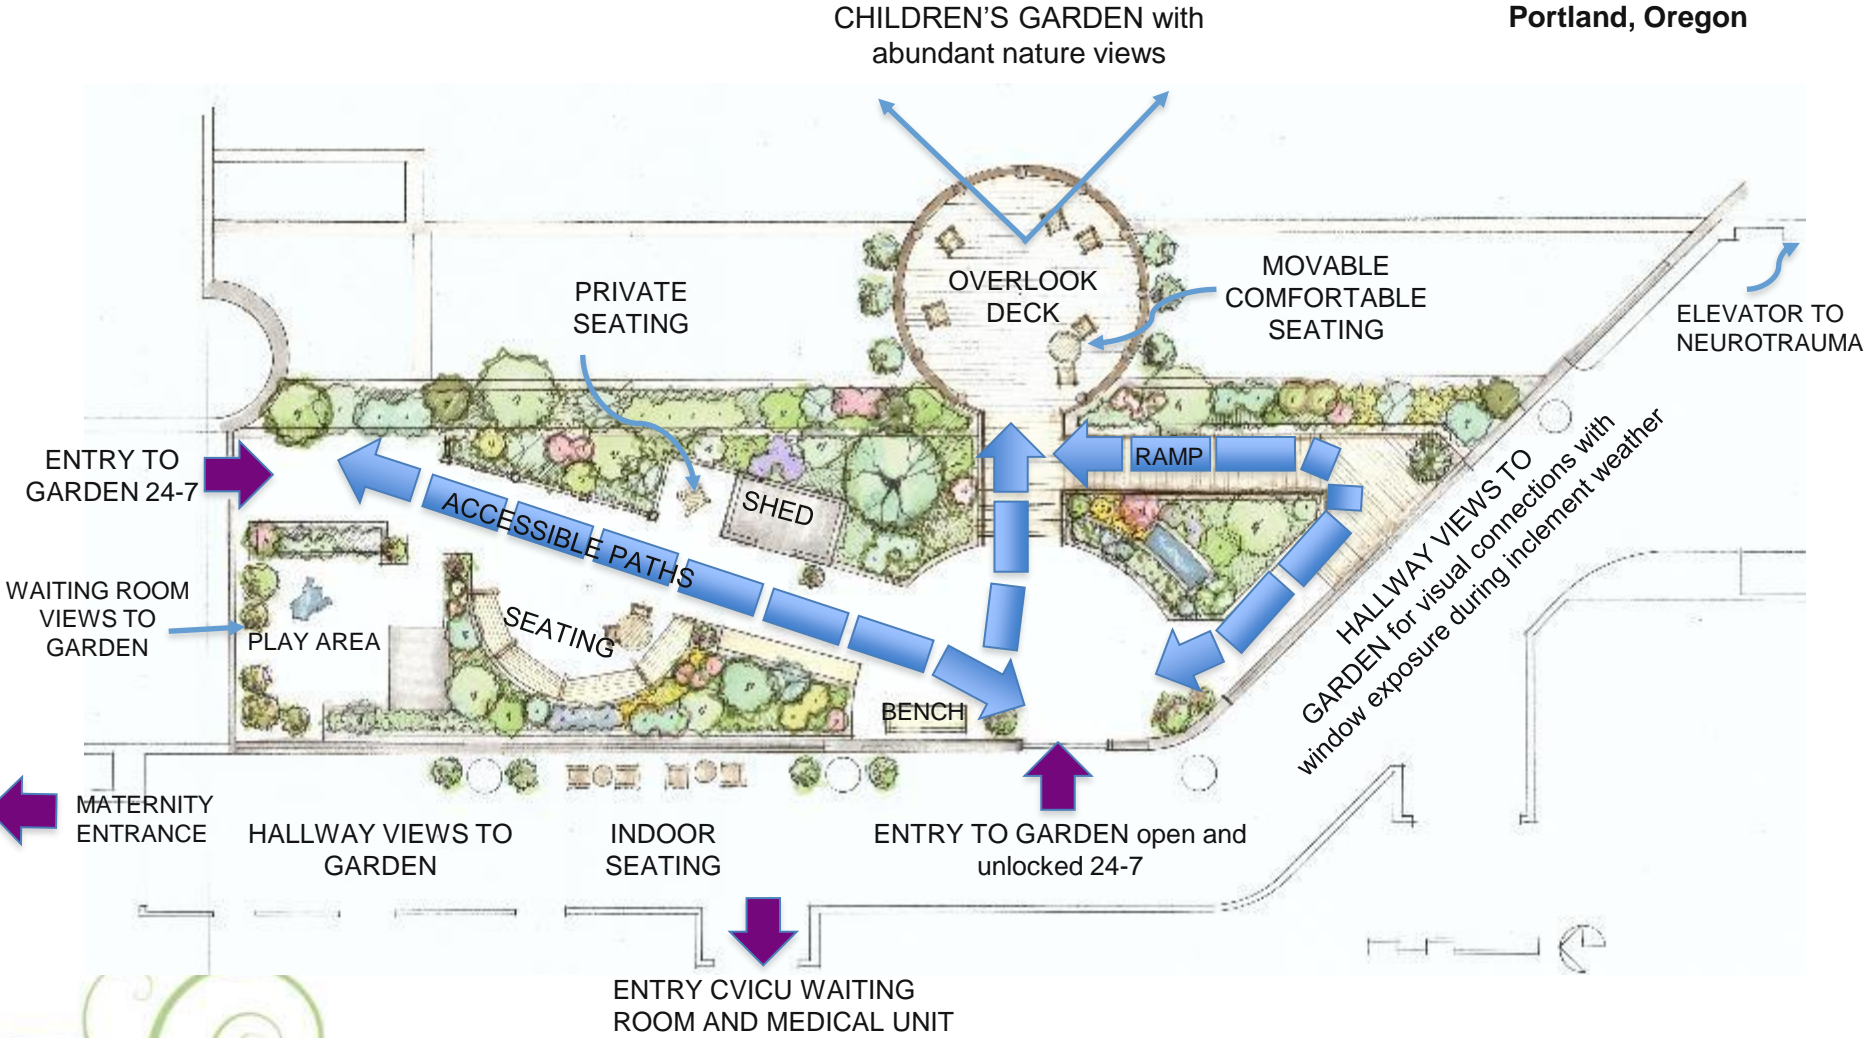 CHILDREN'S GARDEN with
abundant nature views
Portland, Oregon
OVERLOOK
DECK
MOVABLE
COMFORTABLE
SEATING
PRIVATE
SEATING
ELEVATOR TO
NEUROTRAUMA
ENTRY TO
GARDEN 24-7
RAMP
SHED
ACCESSIBLE PATHS
HALLWAY VIEWS TO
GARDEN for visual connections with
window exposure during inclement weather
WAITING ROOM
VIEWS TO
GARDEN
PLAY AREA
SEATING
BENCH
MATERNITY
ENTRANCE
HALLWAY VIEWS TO
GARDEN
INDOOR
SEATING
ENTRY TO GARDEN open and
unlocked 24-7
ENTRY CVICU WAITING
ROOM AND MEDICAL UNIT